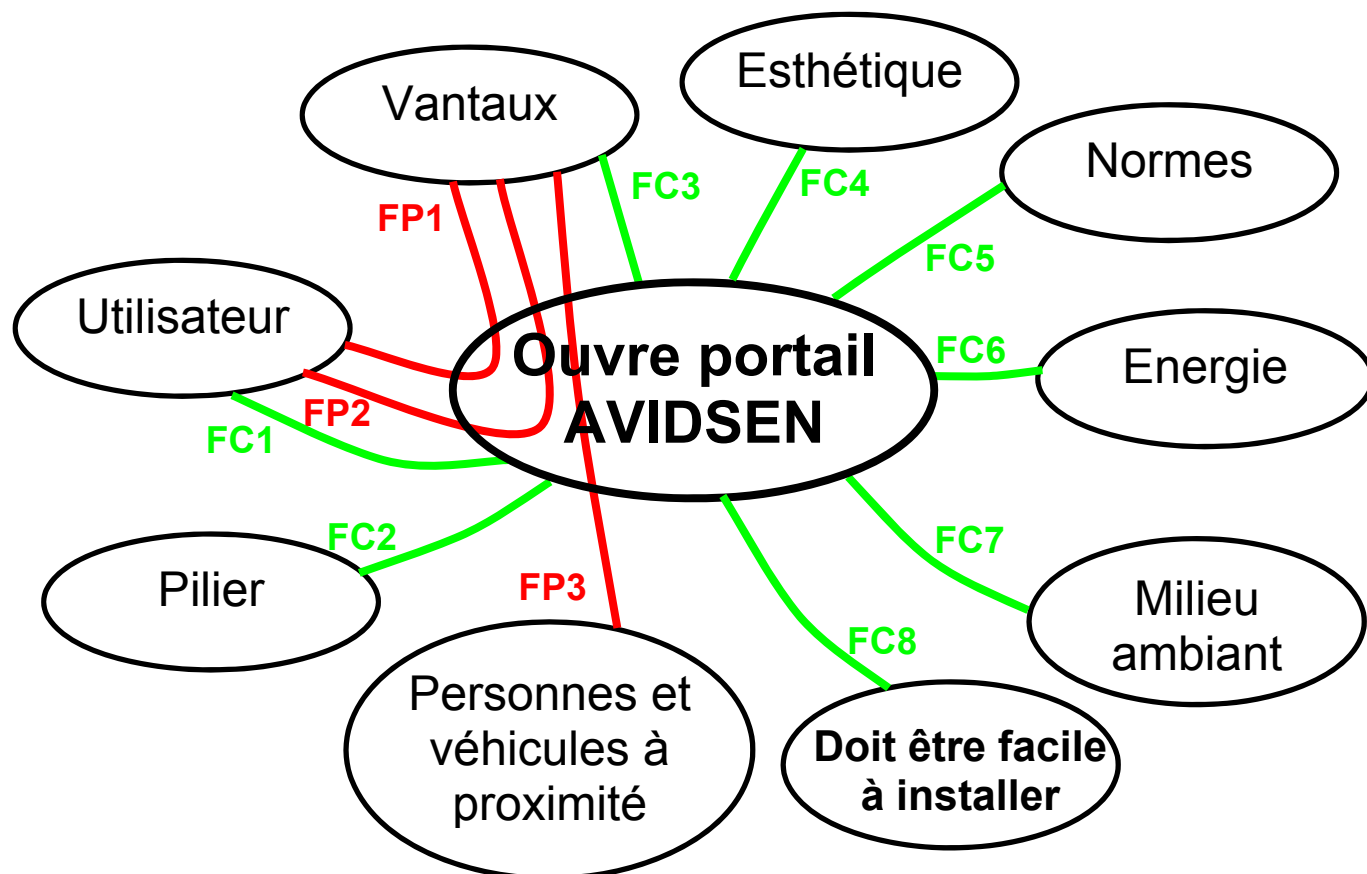 Esthétique
Vantaux
Normes
FC3
FC4
FP1
FC5
Utilisateur
Ouvre portail
AVIDSEN
FC6
Energie
FP2
FC1
FC2
FC7
Pilier
FP3
Milieu
ambiant
FC8
Personnes et
véhicules à
proximité
Doit être facile
à installer